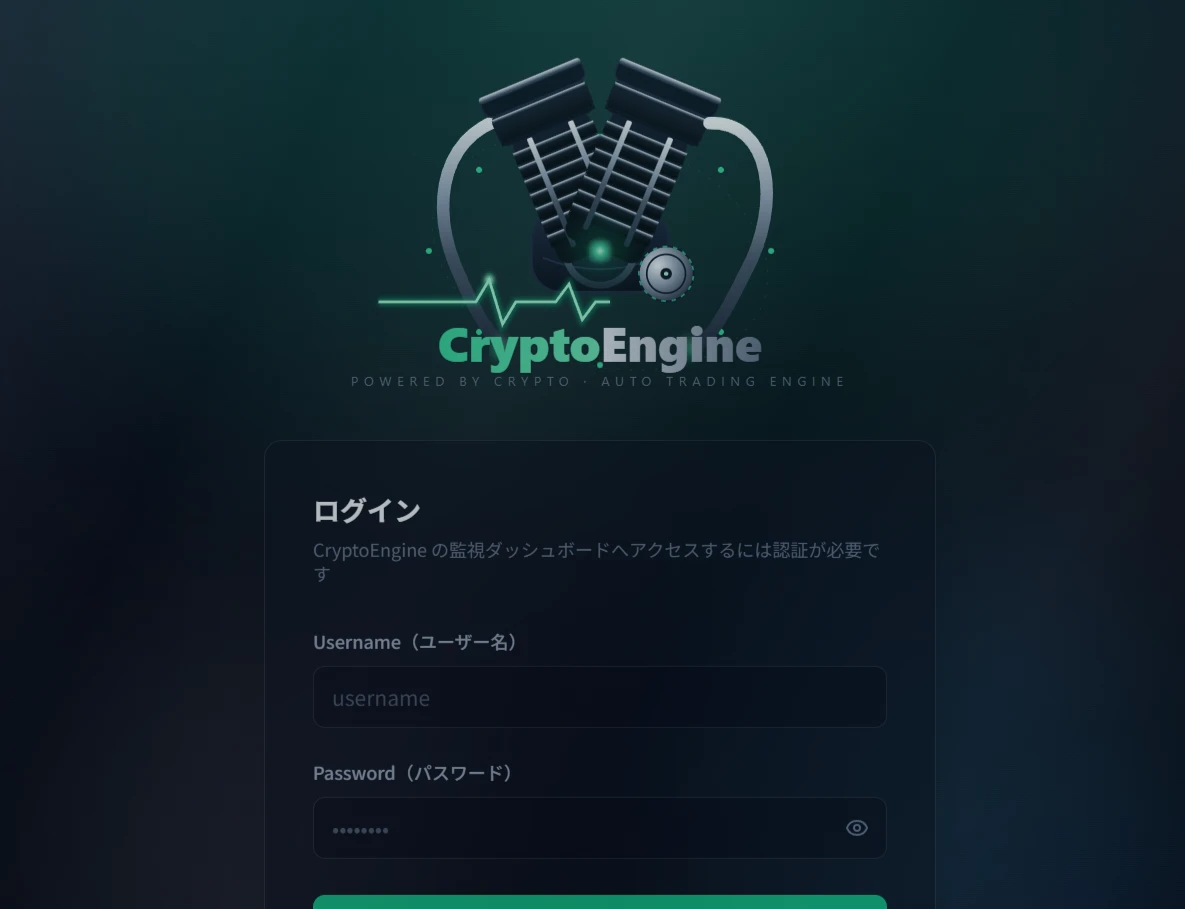 CryptoEngine
POWERED BY CRYPTO · AUTO TRADING ENGINE
ログイン
CryptoEngine の監視ダッシュボードへアクセスするには認証が必要で
す
Username（ユーザー名）
username
Password（パスワード）
••••••••